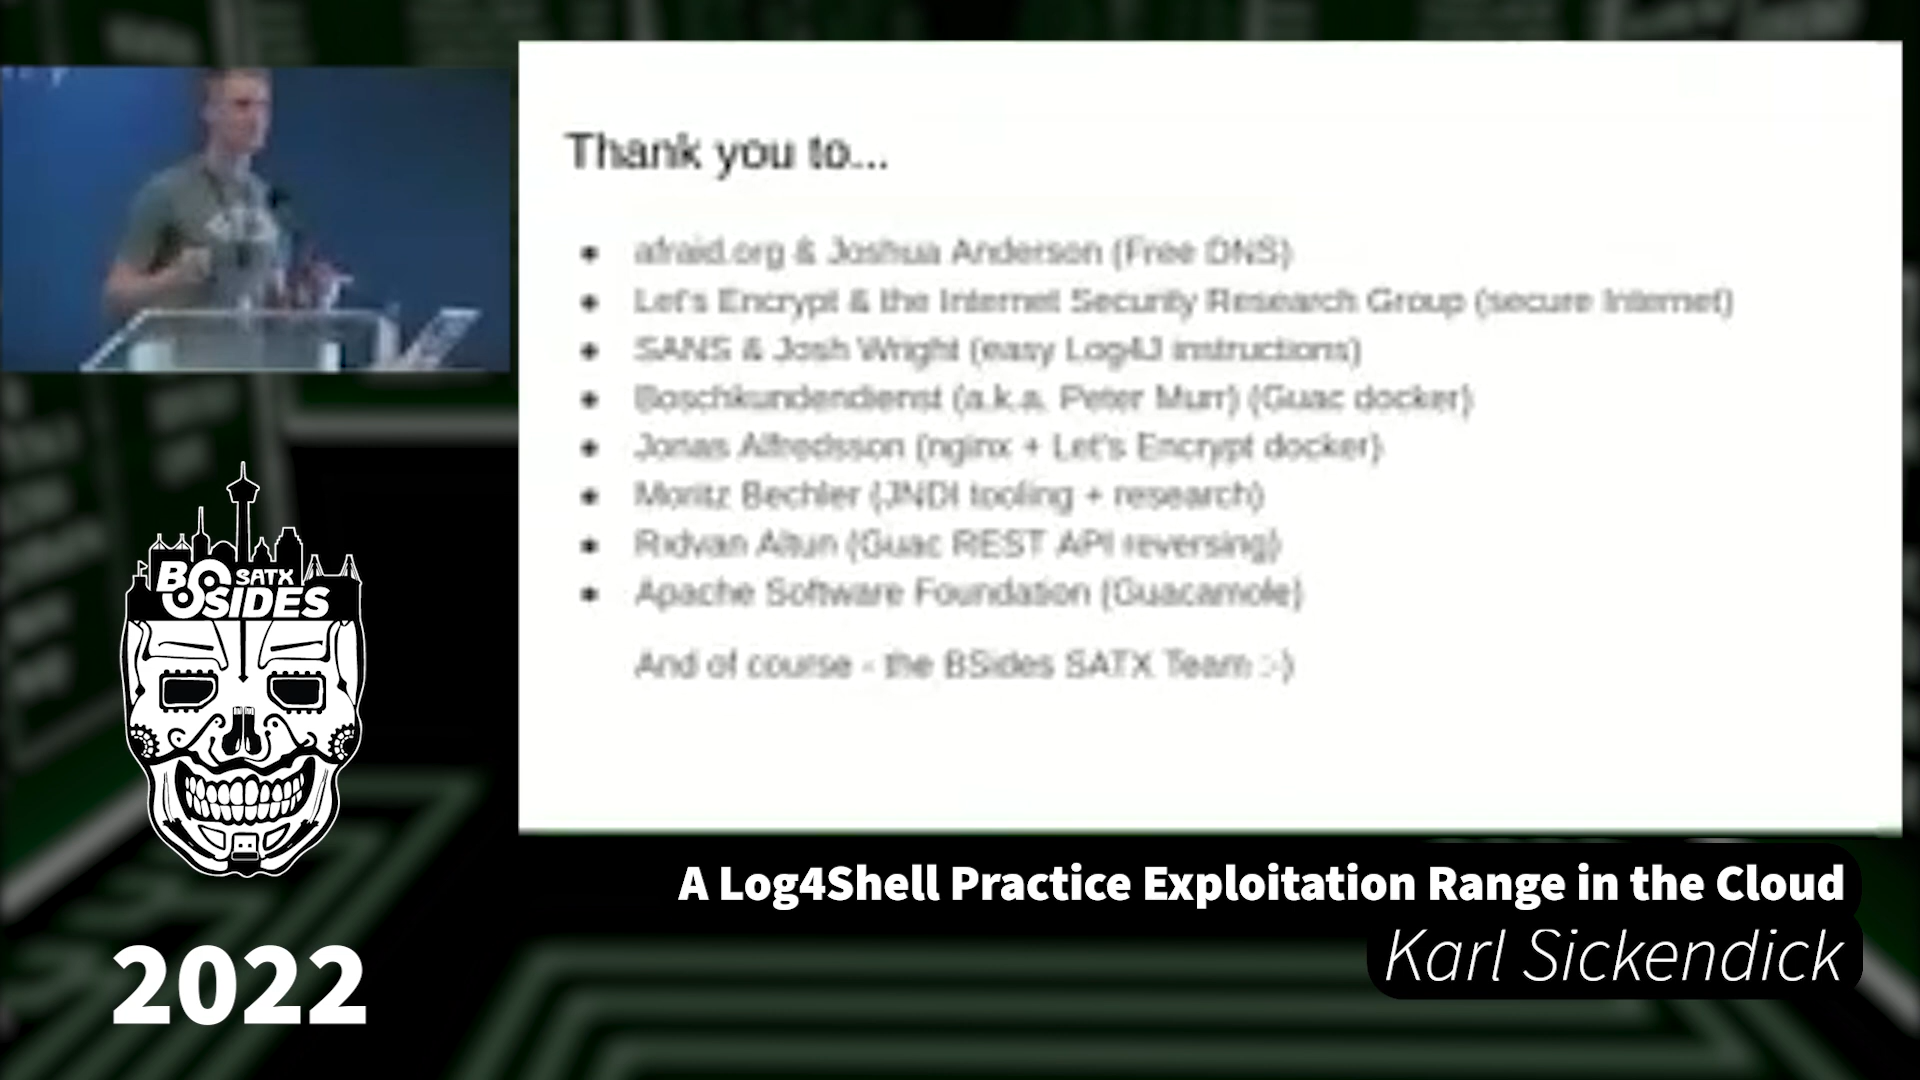 Thank you to...
● afraid.org & Joshua Anderson (Free DNS)
● Let's Encrypt & the Internet Security Research Group (secure Internet)
● SANS & Josh Wright (easy Log4J instructions)
● Boschkundendienst (a.k.a. Peter Murr) (Guac docker)
● Jonas Alfredsson (nginx + Let's Encrypt docker)
● Moritz Bechler (JNDI tooling + research)
● Rıdvan Altun (Guac REST API reversing)
● Apache Software Foundation (Guacamole)
And of course - the BSides SATX Team :-)
BSIDES SATX
2022
A Log4Shell Practice Exploitation Range in the Cloud
Karl Sickendick